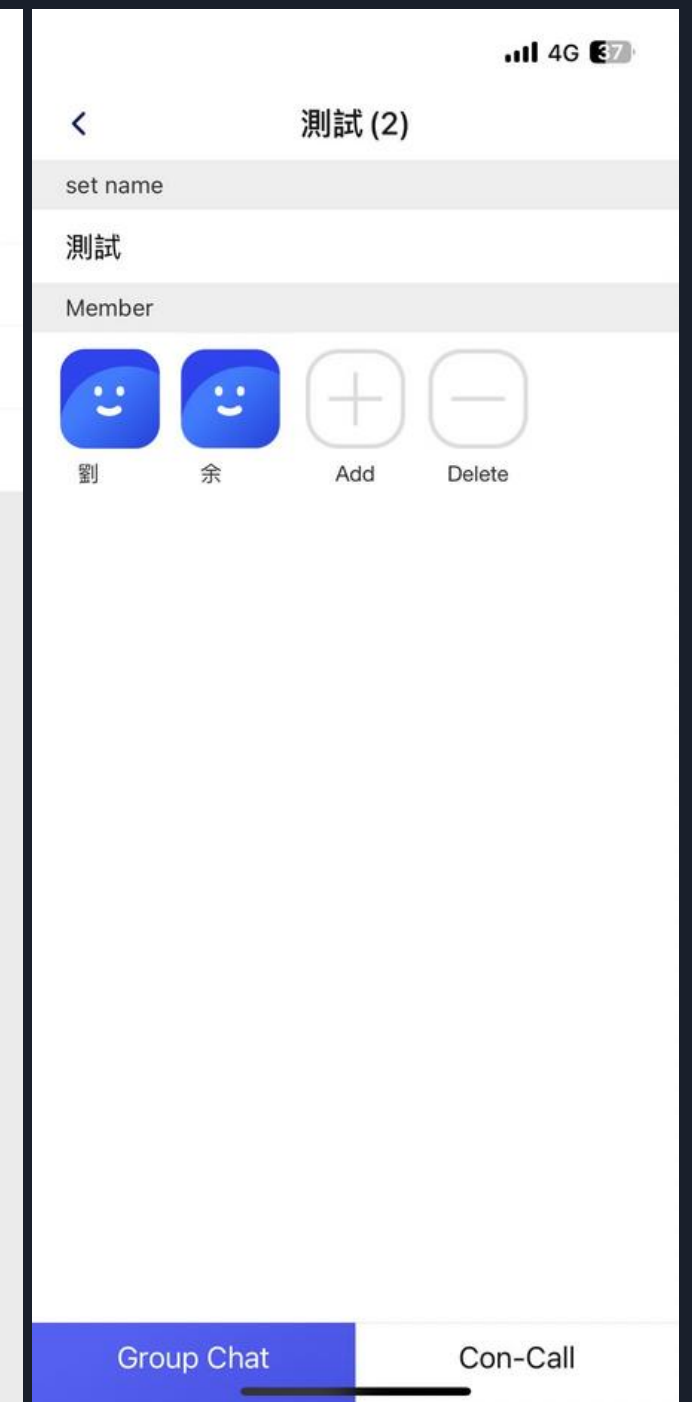 4G 37
測試 (2)
set name
測試
Member
劉 余 Add Delete
Group Chat Con-Call